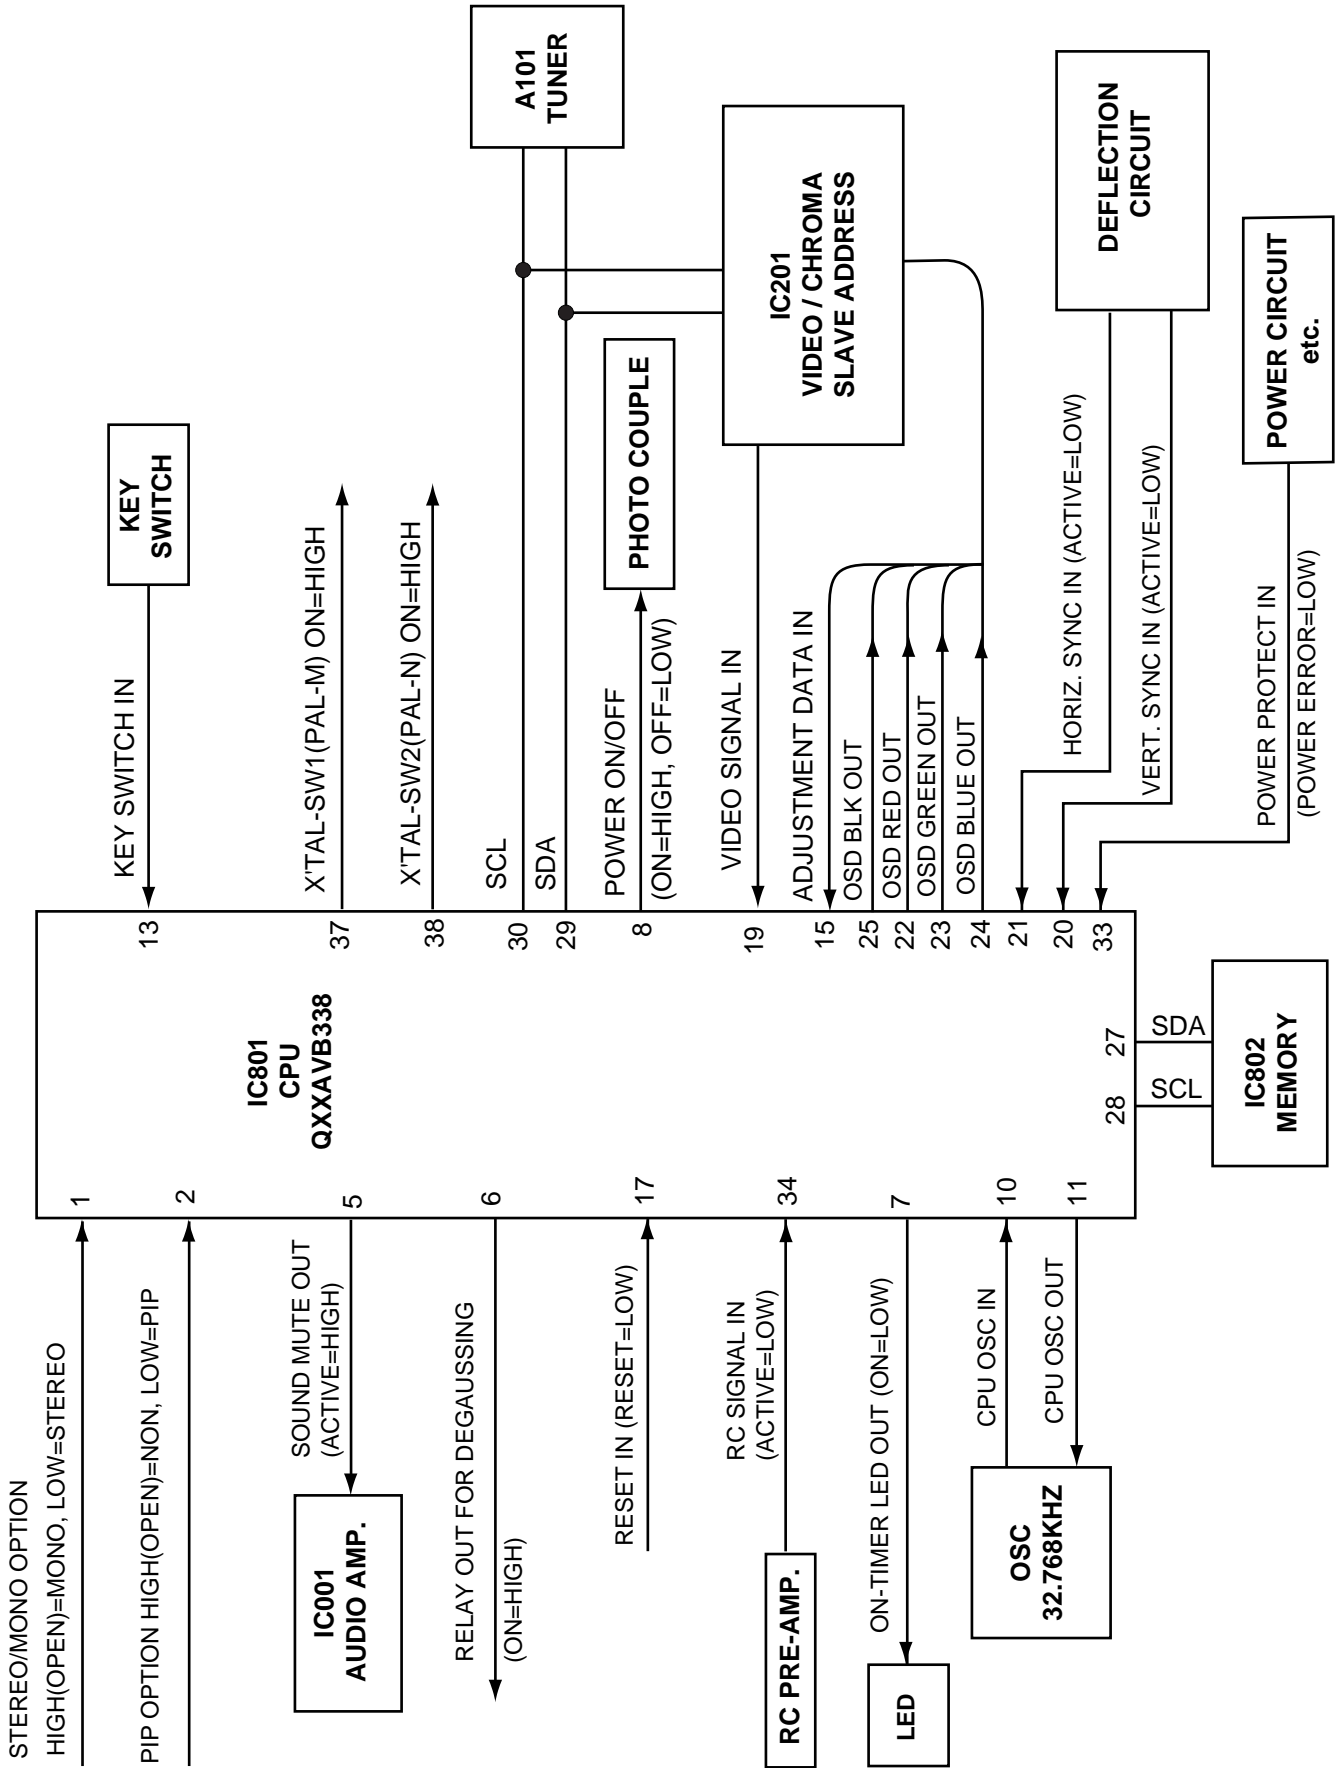 STEREO/MONO OPTION
HIGH(OPEN)=MONO, LOW=STEREO
PIP OPTION HIGH(OPEN)=NON, LOW=PIP
IC001
AUDIO AMP.
SOUND MUTE OUT
(ACTIVE=HIGH)
RELAY OUT FOR DEGAUSSING
(ON=HIGH)
RESET IN (RESET=LOW)
RC PRE-AMP.
RC SIGNAL IN
(ACTIVE=LOW)
LED
ON-TIMER LED OUT (ON=LOW)
OSC
32.768KHZ
CPU OSC IN
CPU OSC OUT
1
2
5
6
17
34
7
10
11
IC801
CPU
QXXAVB338
28
27
SCL
SDA
IC802
MEMORY
13
37
38
30
29
8
19
15
25
22
23
24
21
20
33
KEY SWITCH IN
KEY
SWITCH
X'TAL-SW1(PAL-M) ON=HIGH
X'TAL-SW2(PAL-N) ON=HIGH
SCL
SDA
A101
TUNER
POWER ON/OFF
(ON=HIGH, OFF=LOW)
PHOTO COUPLE
VIDEO SIGNAL IN
IC201
VIDEO / CHROMA
SLAVE ADDRESS
ADJUSTMENT DATA IN
OSD BLK OUT
OSD RED OUT
OSD GREEN OUT
OSD BLUE OUT
HORIZ. SYNC IN (ACTIVE=LOW)
VERT. SYNC IN (ACTIVE=LOW)
DEFLECTION
CIRCUIT
POWER PROTECT IN
(POWER ERROR=LOW)
POWER CIRCUIT
etc.